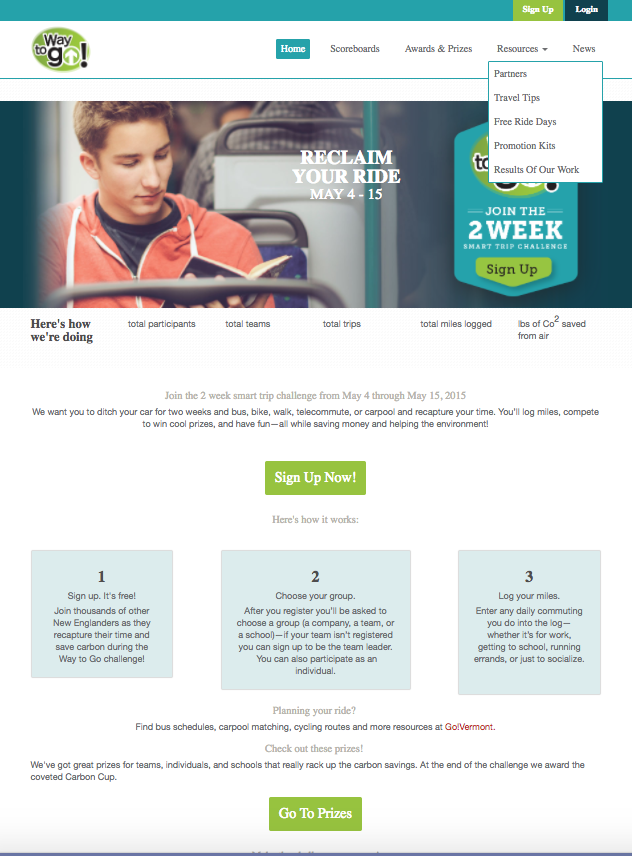 Sign Up
Login
Way
to
go!
Home
Scoreboards
Awards & Prizes
Resources
News
Partners
Travel Tips
Free Ride Days
Promotion Kits
Results Of Our Work
RECLAIM
YOUR RIDE
MAY 4 - 15
JOIN THE
2 WEEK
SMART TRIP CHALLENGE
Sign Up
Here's how
we're doing
total participants
total teams
total trips
total miles logged
lbs of Co2 saved
from air
Join the 2 week smart trip challenge from May 4 through May 15, 2015
We want you to ditch your car for two weeks and bus, bike, walk, telecommute, or carpool and recapture your time. You'll log miles, compete
to win cool prizes, and have fun—all while saving money and helping the environment!
Sign Up Now!
Here's how it works:
1
Sign up. It's free!
Join thousands of other
New Englanders as they
recapture their time and
save carbon during the
Way to Go challenge!
2
Choose your group.
After you register you'll be asked to
choose a group (a company, a team, or
a school)—if your team isn't registered
you can sign up to be the team leader.
You can also participate as an
individual.
3
Log your miles.
Enter any daily commuting
you do into the log—
whether it's for work,
getting to school, running
errands, or just to socialize.
Planning your ride?
Find bus schedules, carpool matching, cycling routes and more resources at Go!Vermont.
Check out these prizes!
We've got great prizes for teams, individuals, and schools that really rack up the carbon savings. At the end of the challenge we award the
coveted Carbon Cup.
Go To Prizes